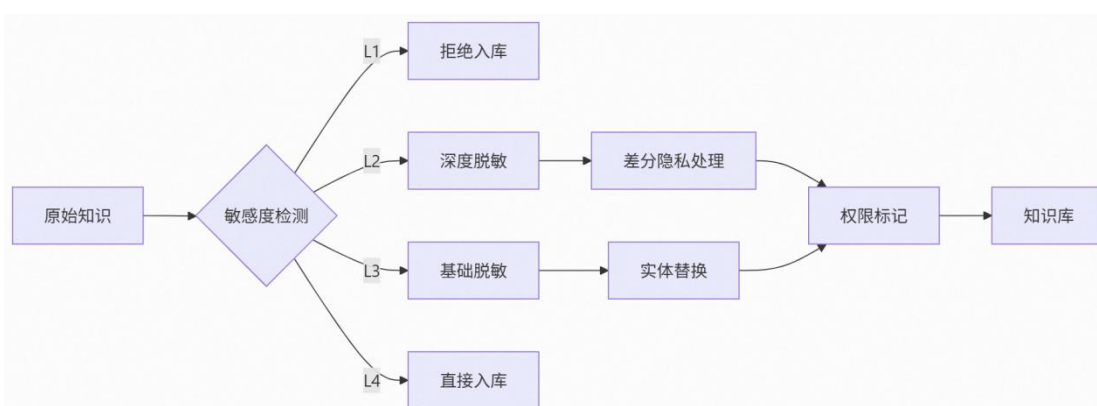 原始知识
敏感度检测
L1
拒绝入库
L2
深度脱敏
差分隐私处理
L3
基础脱敏
实体替换
权限标记
知识库
L4
直接入库